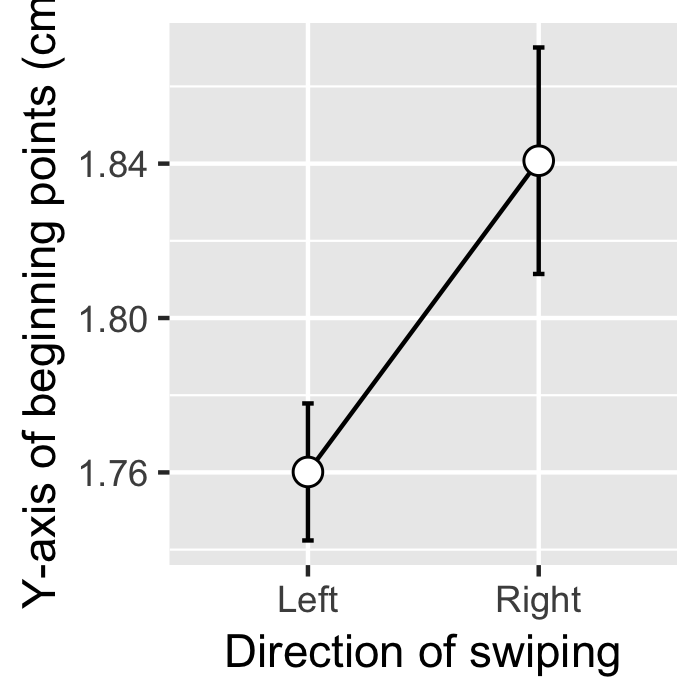 Y-axis of beginning points (cm
1.84
1.80
1.76
Left Right
Direction of swiping